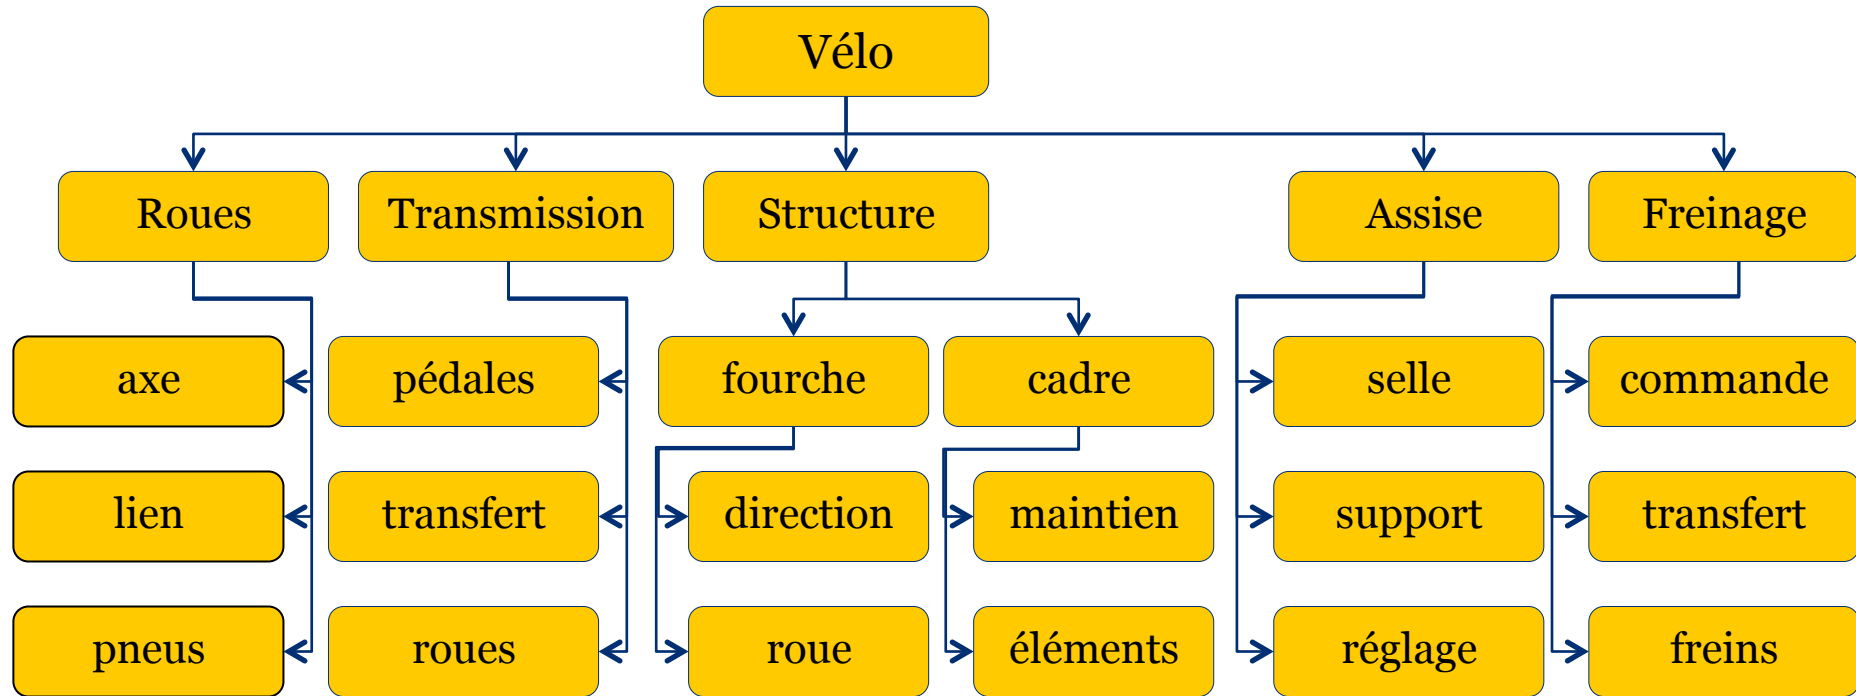 Vélo
Roues
Transmission
Structure
Assise
Freinage
axe
pédales
fourche
cadre
selle
commande
lien
transfert
direction
maintien
support
transfert
pneus
roues
roue
éléments
réglage
freins